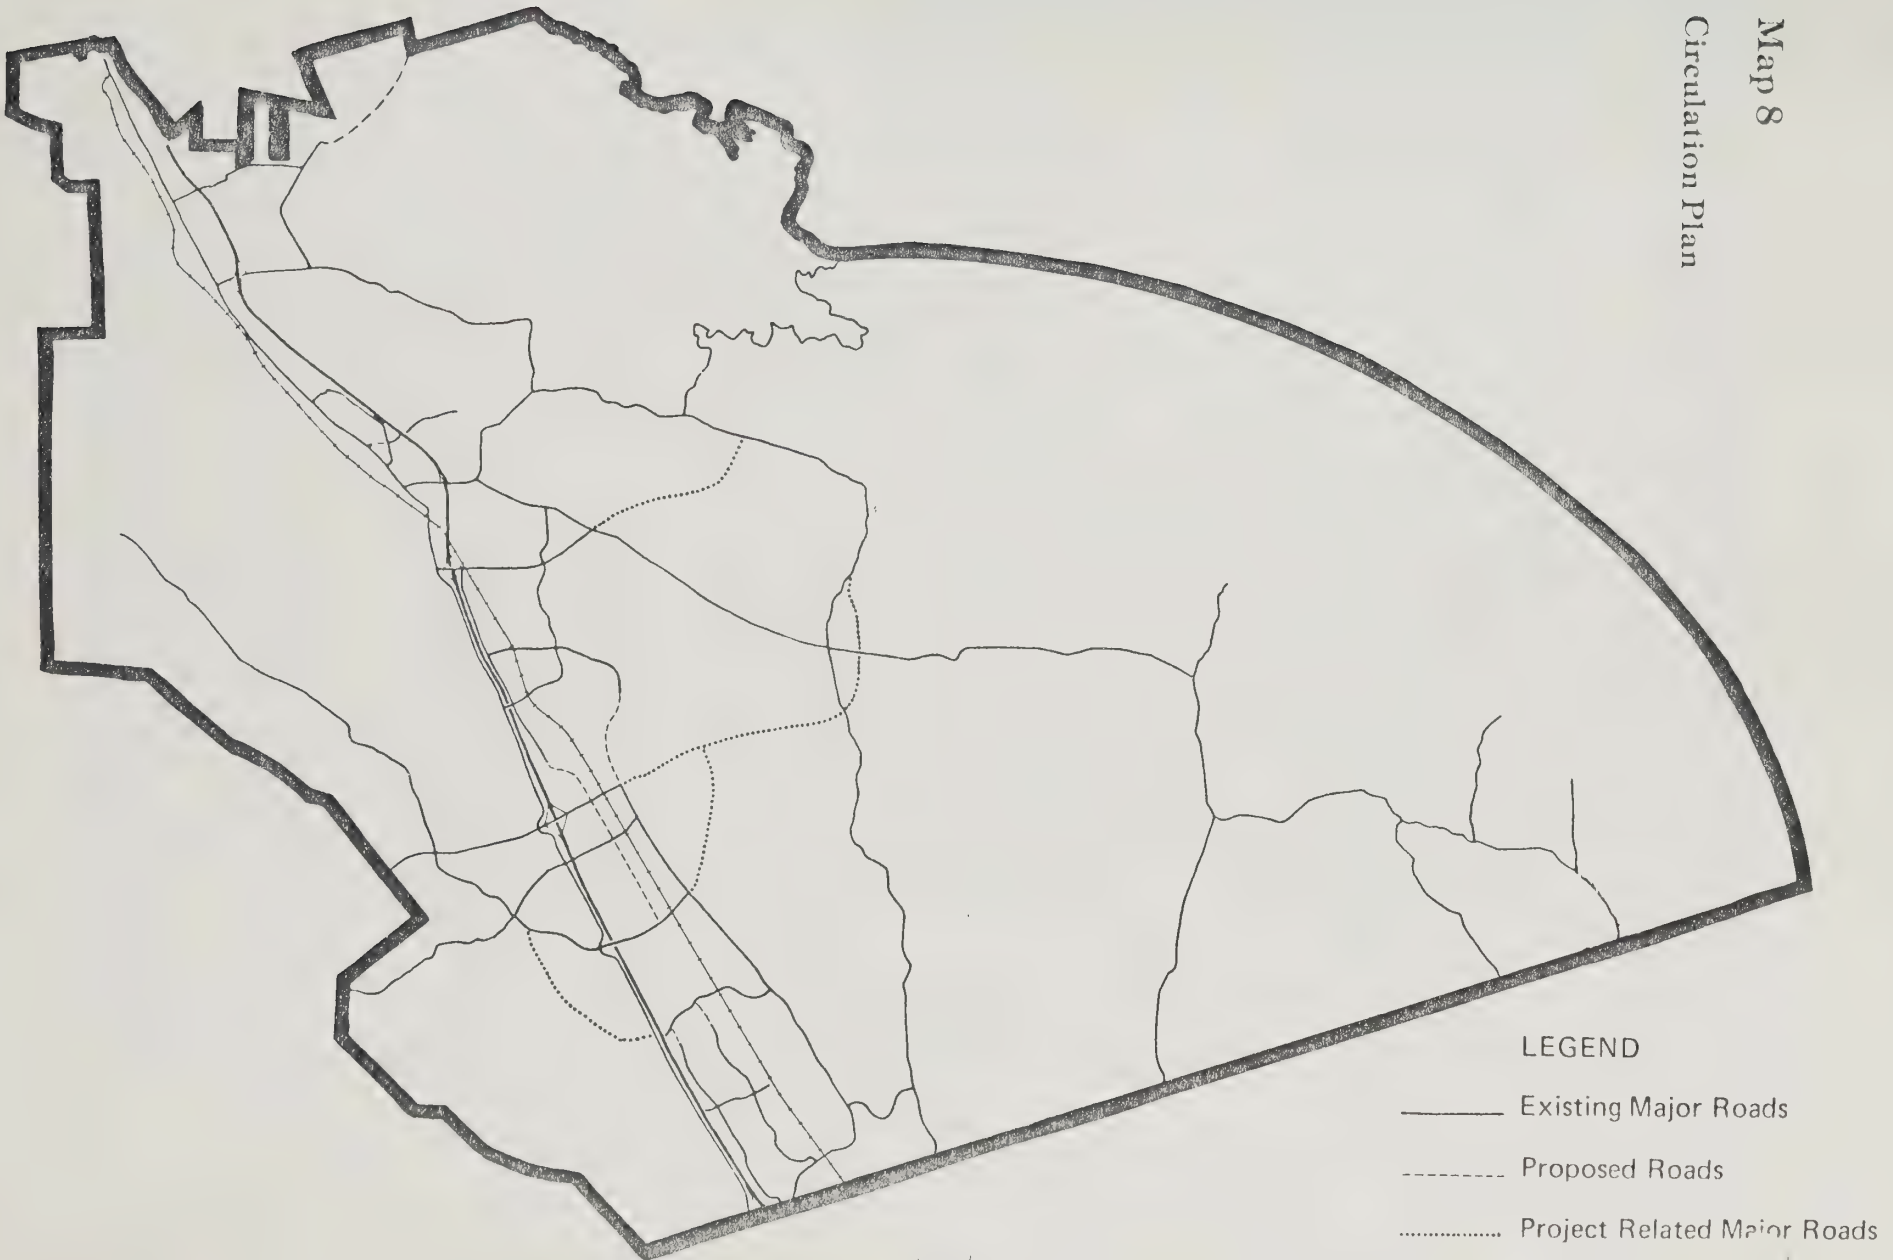 Map 8
Circulation Plan
LEGEND
Existing Major Roads
Proposed Roads
Project Related Major Roads